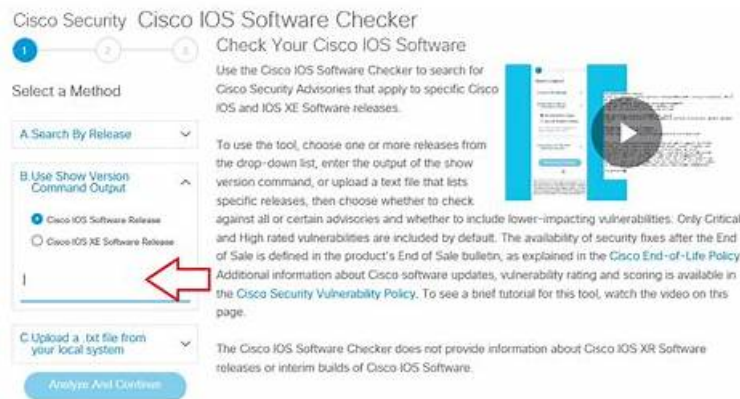 Cisco Security Cisco IOS Software Checker
1 2 3
Select a Method
A.Search By Release
B.Use Show Version
Command Output
Cisco IOS Software Release
Cisco IOS XE Software Release
C.Upload a .txt file from
your local system
Analyze And Continue
Check Your Cisco IOS Software
Use the Cisco IOS Software Checker to search for
Cisco Security Advisories that apply to specific Cisco
IOS and IOS XE Software releases.
To use the tool, choose one or more releases from
the drop-down list, enter the output of the show
version command, or upload a text file that lists
specific releases, then choose whether to check
against all or certain advisories and whether to include lower-impacting vulnerabilities. Only Critical
and High rated vulnerabilities are included by default. The availability of security fixes after the End
of Sale is defined in the product's End of Sale bulletin, as explained in the Cisco End-of-Life Policy
Additional information about Cisco software updates, vulnerability rating and scoring is available in
the Cisco Security Vulnerability Policy. To see a brief tutorial for this tool, watch the video on this
page.
The Cisco IOS Software Checker does not provide information about Cisco IOS XR Software
releases or interim builds of Cisco IOS Software.